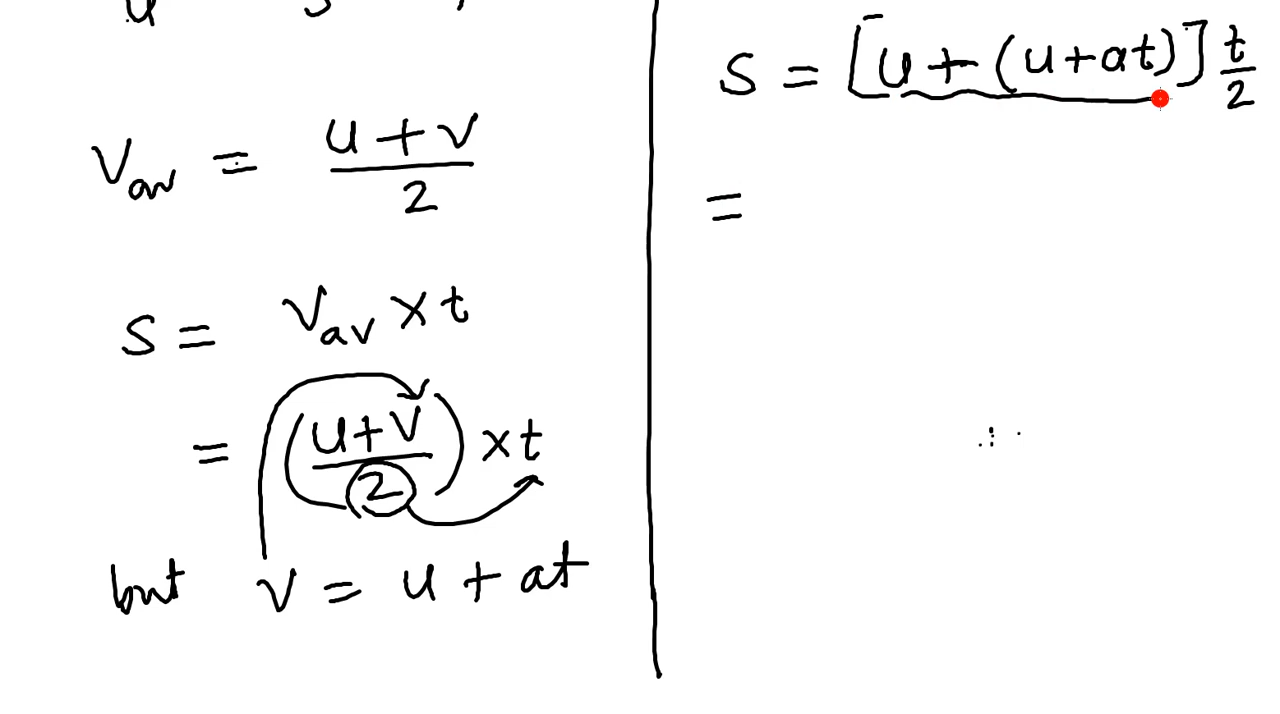 u s
V_av = (u + v)/2
S = V_av × t
= ((u+v)/2) × t
but v = u + at
S = [u + (u + at)] t/2
=